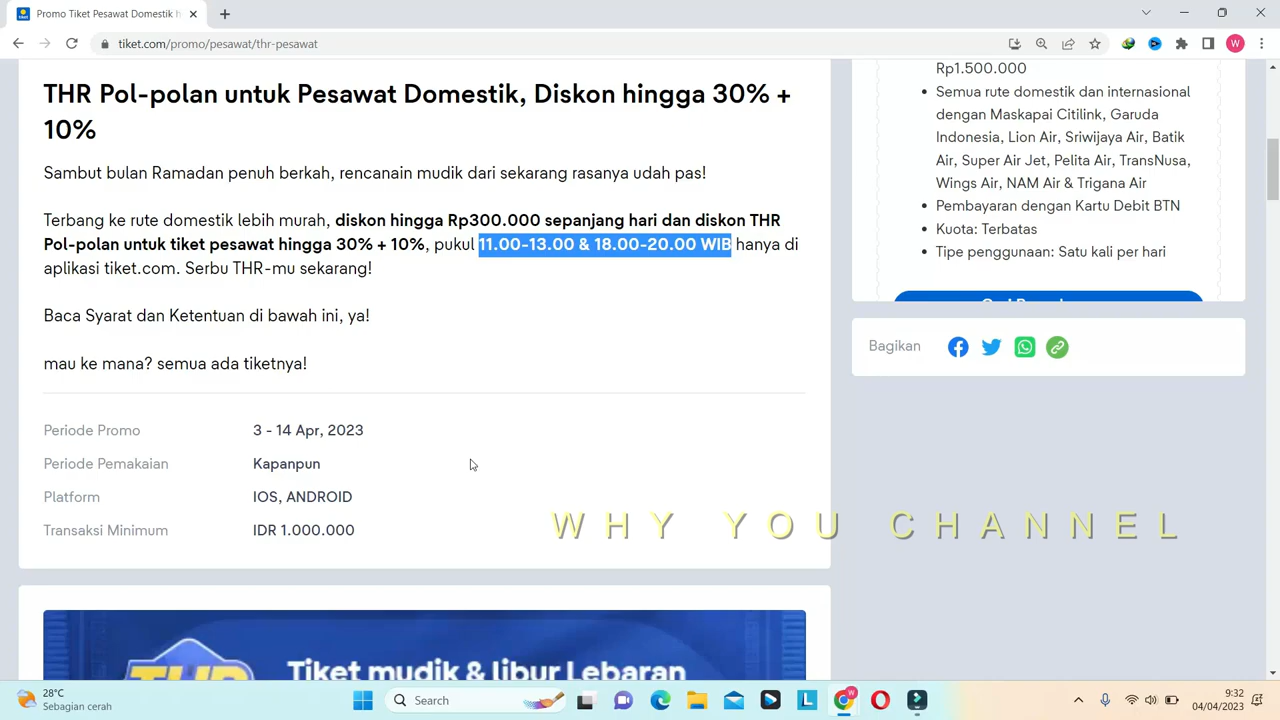 Promo Tiket Pesawat Domestik h
tiket.com/promo/pesawat/thr-pesawat
W
THR Pol-polan untuk Pesawat Domestik, Diskon hingga 30% +
10%
Sambut bulan Ramadan penuh berkah, rencanain mudik dari sekarang rasanya udah pas!
Terbang ke rute domestik lebih murah, diskon hingga Rp300.000 sepanjang hari dan diskon THR
Pol-polan untuk tiket pesawat hingga 30% + 10%, pukul 11.00-13.00 & 18.00-20.00 WIB hanya di
aplikasi tiket.com. Serbu THR-mu sekarang!
Baca Syarat dan Ketentuan di bawah ini, ya!
mau ke mana? semua ada tiketnya!
Periode Promo 3 - 14 Apr, 2023
Periode Pemakaian Kapanpun
Platform IOS, ANDROID
Transaksi Minimum IDR 1.000.000
Rp1.500.000
Semua rute domestik dan internasional
dengan Maskapai Citilink, Garuda
Indonesia, Lion Air, Sriwijaya Air, Batik
Air, Super Air Jet, Pelita Air, TransNusa,
Wings Air, NAM Air & Trigana Air
Pembayaran dengan Kartu Debit BTN
Kuota: Terbatas
Tipe penggunaan: Satu kali per hari
Bagikan
WHY YOU CHANNEL
THR
Tiket mudik & libur Lebaran
28°C
Sebagian cerah
Search
9:32
04/04/2023